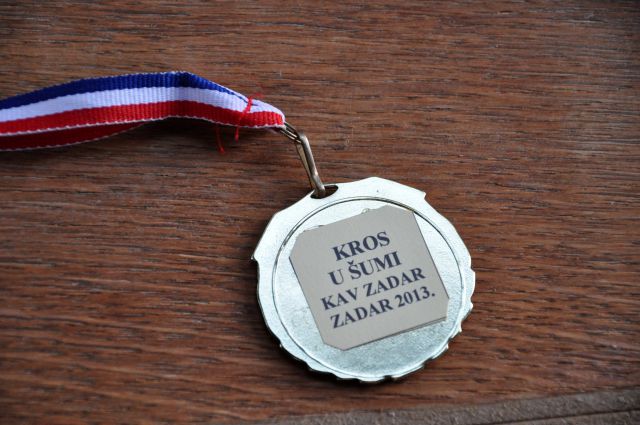 KROS
U ŠUMI
KAV ZADAR
ZADAR 2013.